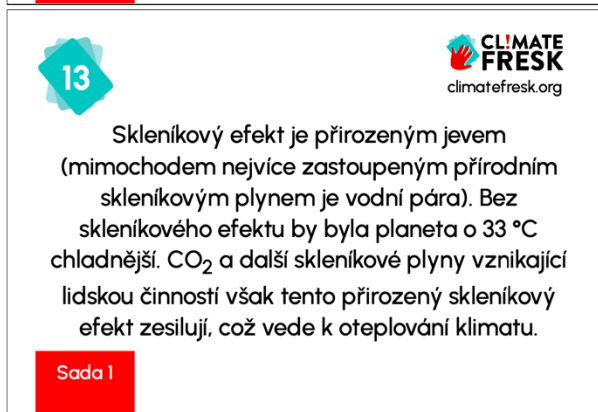 13
CL!MATE
FRESK
climatefresk.org
Skleníkový efekt je přirozeným jevem
(mimochodem nejvíce zastoupeným přírodním
skleníkovým plynem je vodní pára). Bez
skleníkového efektu by byla planeta o 33 °C
chladnější. CO₂ a další skleníkové plyny vznikající
lidskou činností však tento přirozený skleníkový
efekt zesilují, což vede k oteplování klimatu.
Sada 1